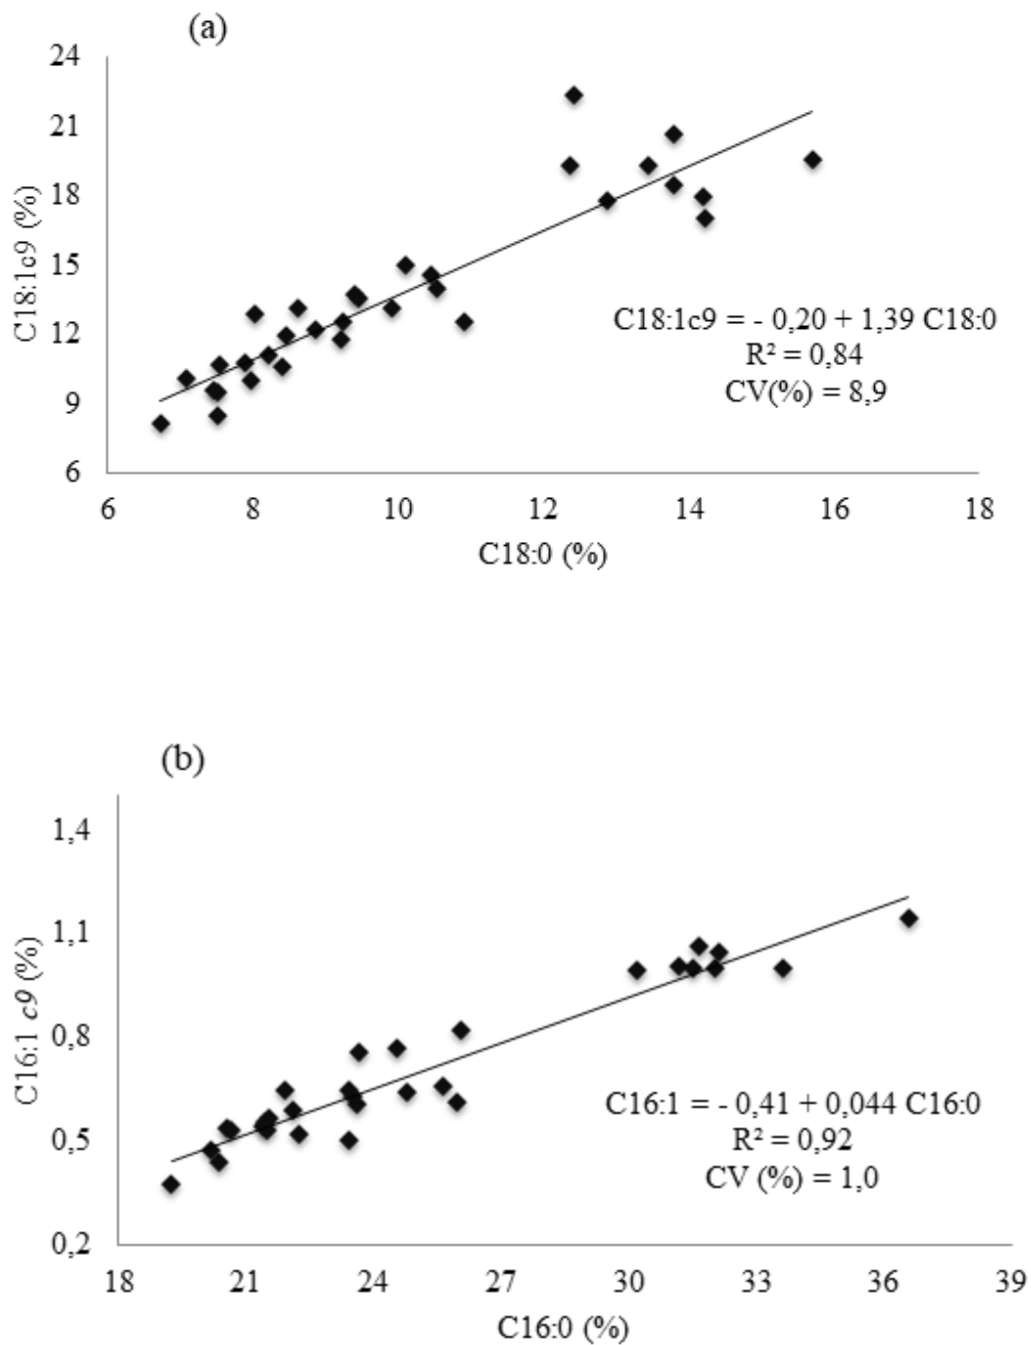 (a)
24
21
18
15
12
9
6
C18:1c9 (%)
C18:1c9 = - 0,20 + 1,39 C18:0
R² = 0,84
CV(%) = 8,9
6 8 10 12 14 16 18
C18:0 (%)
(b)
1,4
1,1
0,8
0,5
0,2
C16:1 c9 (%)
C16:1 = - 0,41 + 0,044 C16:0
R² = 0,92
CV (%) = 1,0
18 21 24 27 30 33 36 39
C16:0 (%)